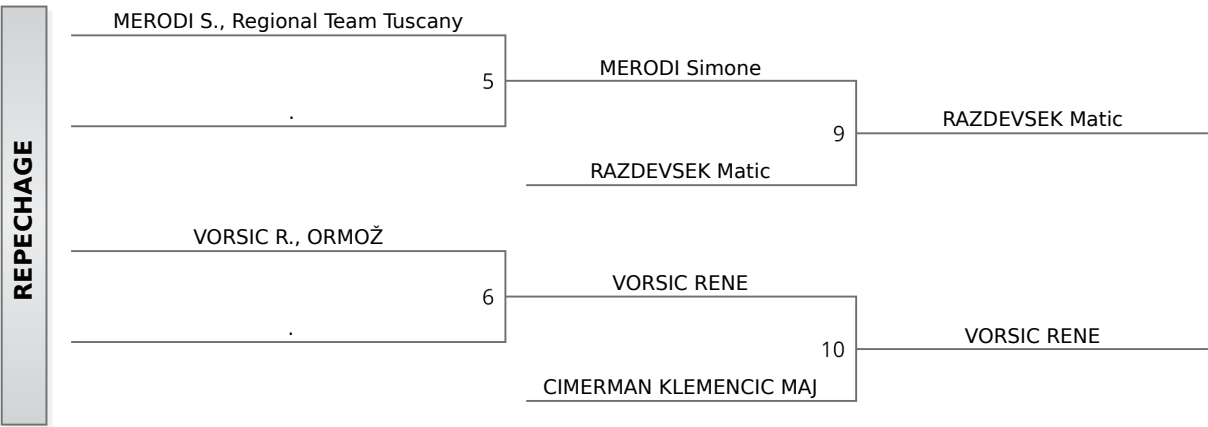 REPECHAGE
MERODI S., Regional Team Tuscany
5
.
MERODI Simone
9
RAZDEVSEK Matic
RAZDEVSEK Matic
VORSIC R., ORMOŽ
6
.
VORSIC RENE
10
CIMERMAN KLEMENCIC MAJ
VORSIC RENE